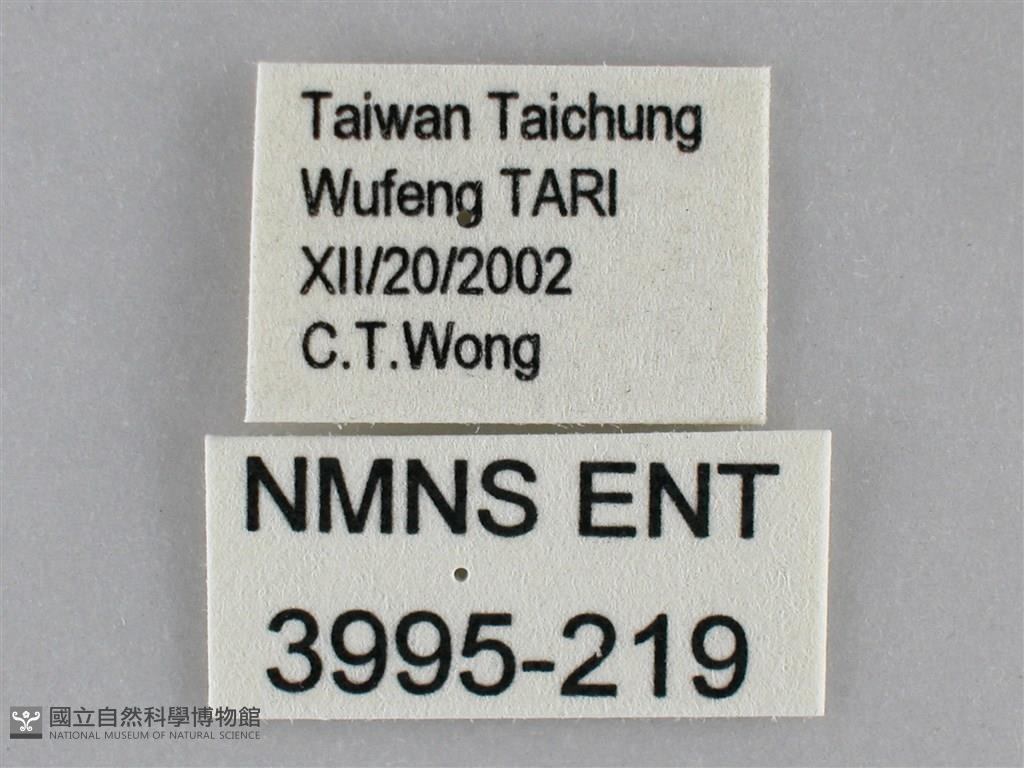 Taiwan Taichung
Wufeng TARI
XII/20/2002
C.T.Wong
NMNS ENT
3995-219
國立自然科學博物館
NATIONAL MUSEUM OF NATURAL SCIENCE